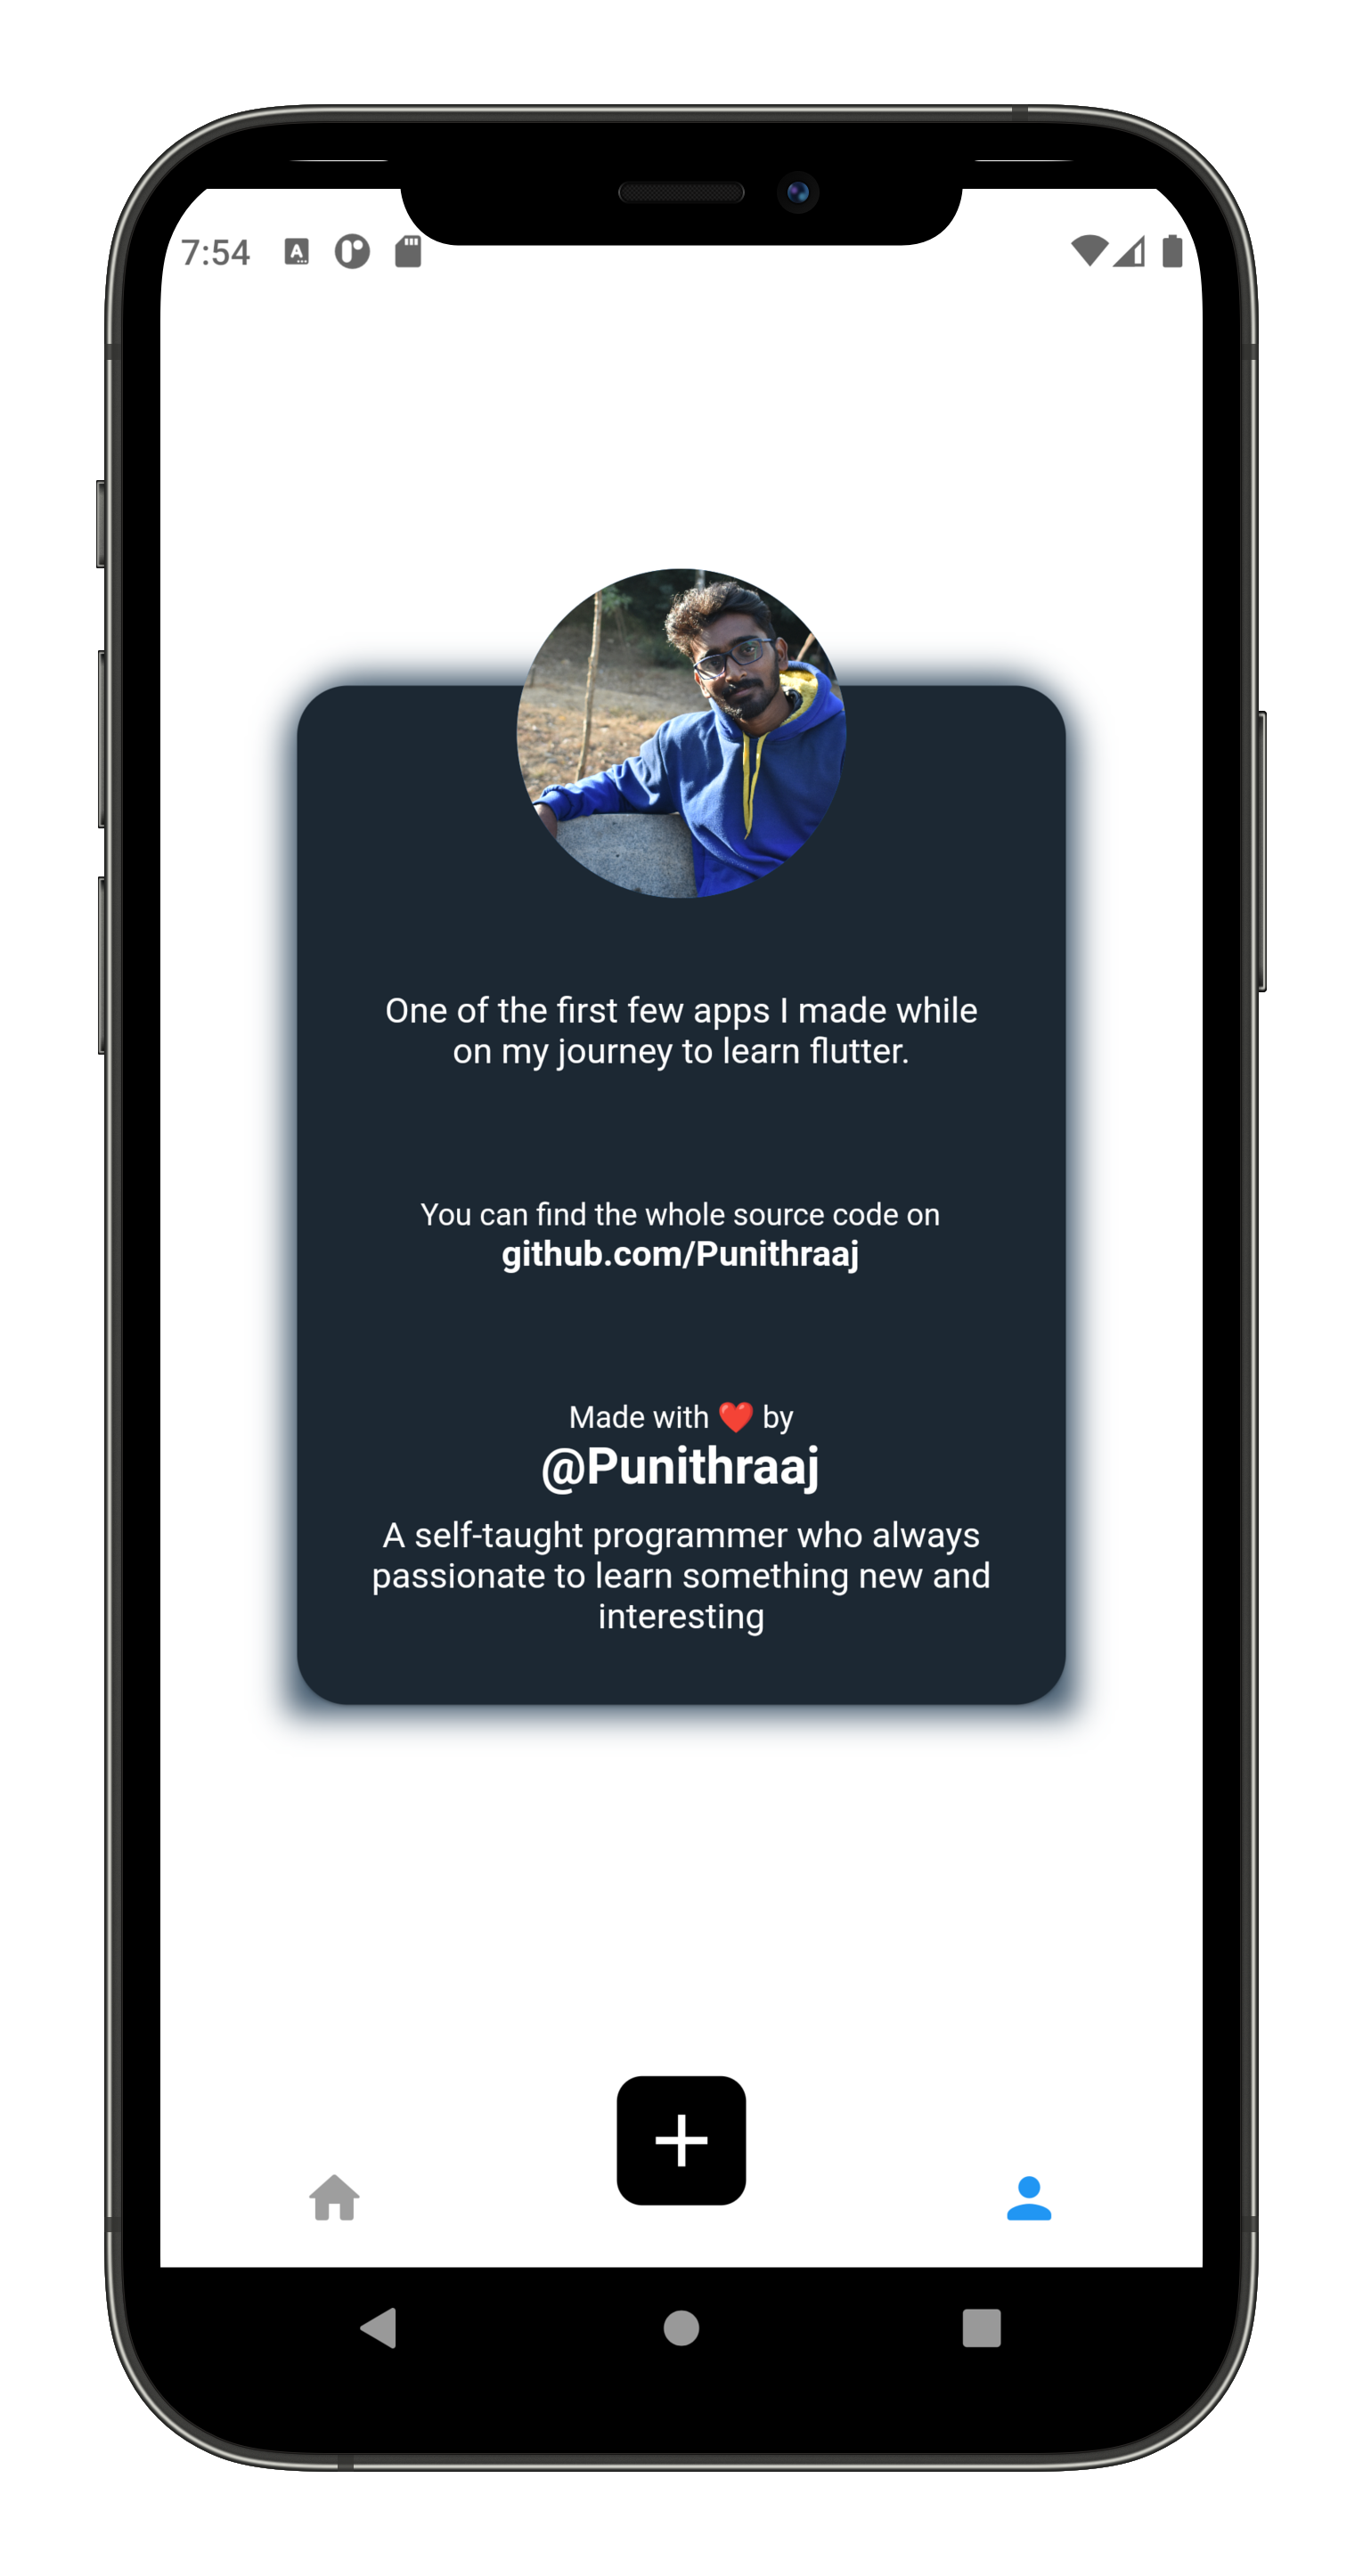 7:54
One of the first few apps I made while
on my journey to learn flutter.
You can find the whole source code on
github.com/Punithraaj
Made with ❤️ by
@Punithraaj
A self-taught programmer who always
passionate to learn something new and
interesting